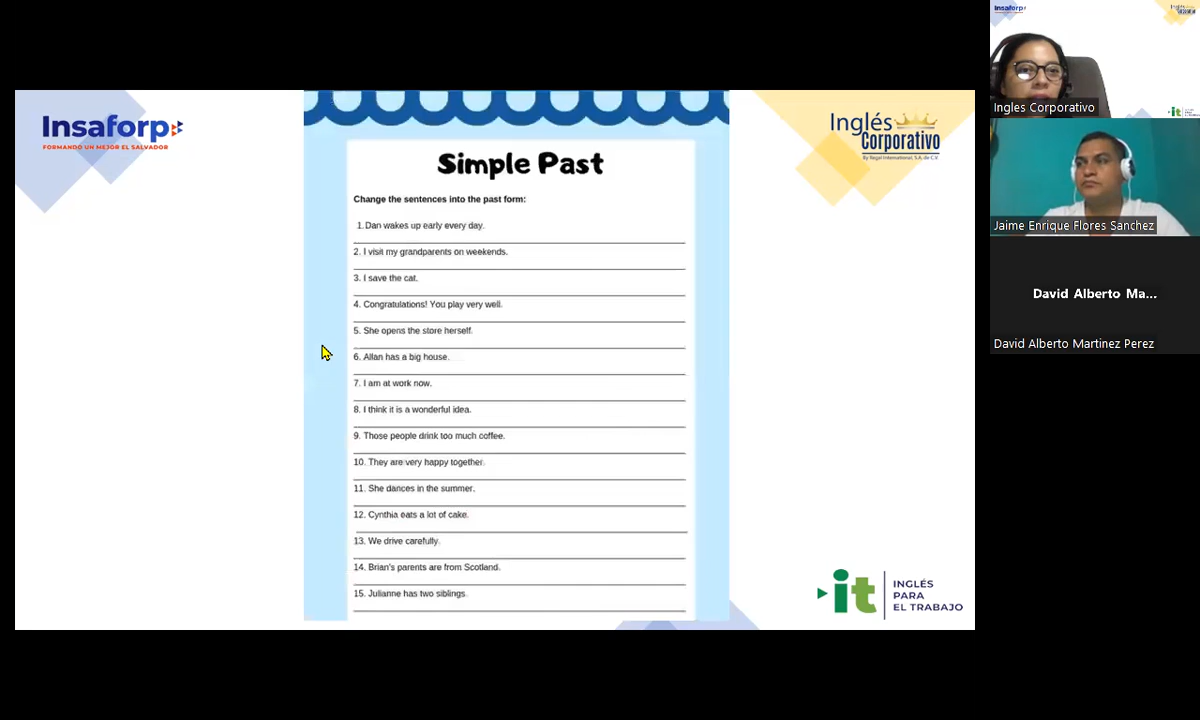 Insaforp
FORMANDO UN MEJOR EL SALVADOR
Inglés
Corporativo
By Regal International, S.A. de C.V.
Simple Past
Change the sentences into the past form:
1. Dan wakes up early every day.
2. I visit my grandparents on weekends.
3. I save the cat.
4. Congratulations! You play very well.
5. She opens the store herself.
6. Allan has a big house.
7. I am at work now.
8. I think it is a wonderful idea.
9. Those people drink too much coffee.
10. They are very happy together.
11. She dances in the summer.
12. Cynthia eats a lot of cake.
13. We drive carefully.
14. Brian's parents are from Scotland.
15. Julianne has two siblings.
it
INGLÉS
PARA
EL TRABAJO
Insaforp
Ingles Corporativo
it
Jaime Enrique Flores Sanchez
David Alberto Ma...
David Alberto Martinez Perez